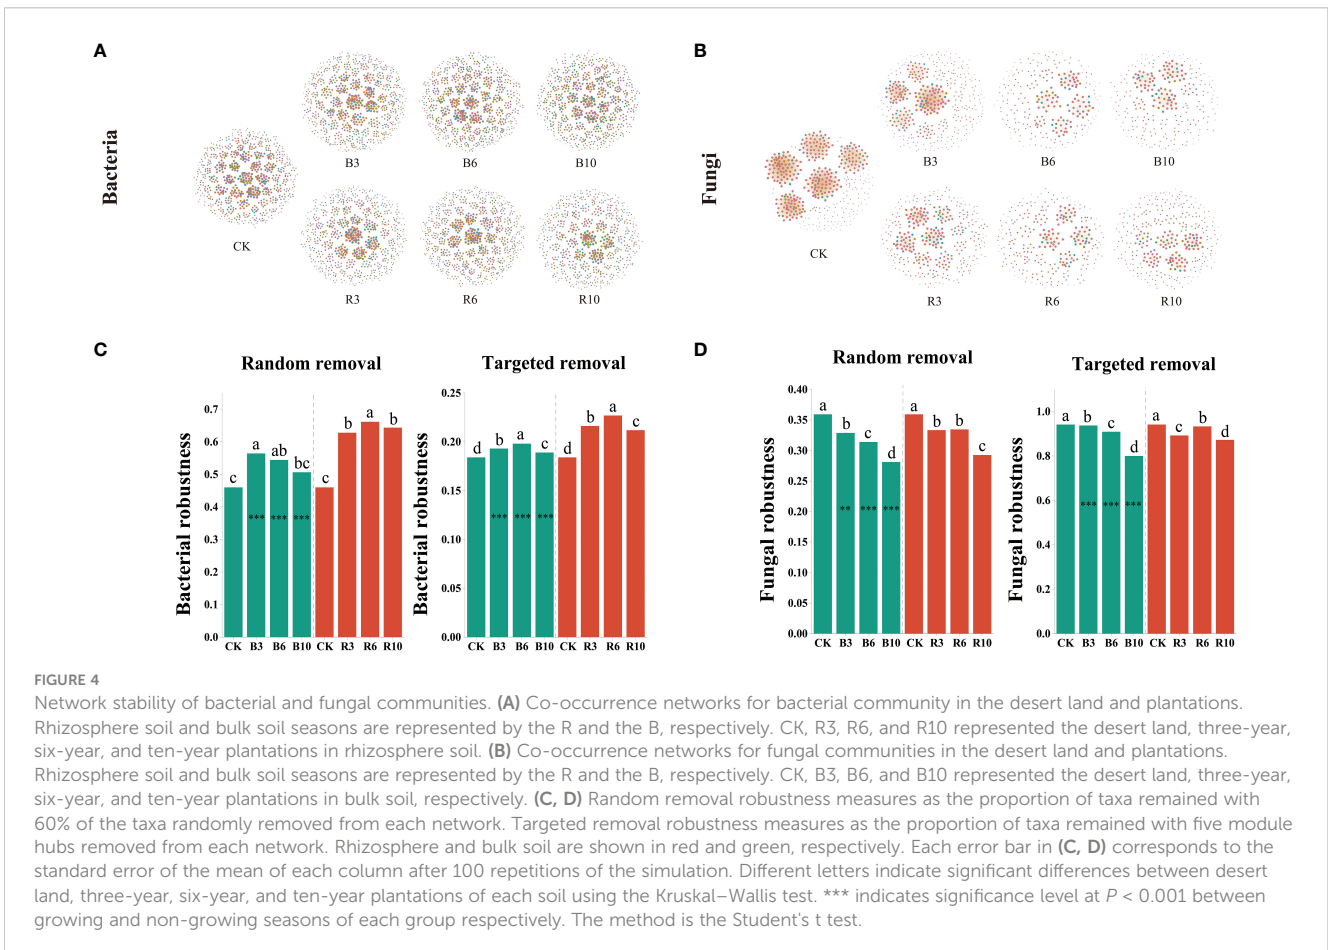 A
B
Bacteria
Fungi
CK
B3
B6
B10
R3
R6
R10
CK
B3
B6
B10
R3
R6
R10
C
Random removal
Bacterial robustness
0.7
0.6
0.5
0.4
0.3
0.2
0.1
0.0
c a ab bc c b a b
*** *** ***
CK B3 B6 B10 CK R3 R6 R10
Targeted removal
Bacterial robustness
0.25
0.20
0.15
0.10
0.05
0.00
d b a c d b a c
*** *** ***
CK B3 B6 B10 CK R3 R6 R10
D
Random removal
Fungal robustness
0.40
0.35
0.30
0.25
0.20
0.15
0.10
0.05
0.00
a b c d a b b c
** *** ***
CK B3 B6 B10 CK R3 R6 R10
Targeted removal
Fungal robustness
1.0
0.8
0.6
0.4
0.2
0.0
a b c d a c b d
*** *** ***
CK B3 B6 B10 CK R3 R6 R10
FIGURE 4
Network stability of bacterial and fungal communities. (A) Co-occurrence networks for bacterial community in the desert land and plantations.
Rhizosphere soil and bulk soil seasons are represented by the R and the B, respectively. CK, R3, R6, and R10 represented the desert land, three-year,
six-year, and ten-year plantations in rhizosphere soil. (B) Co-occurrence networks for fungal communities in the desert land and plantations.
Rhizosphere soil and bulk soil seasons are represented by the R and the B, respectively. CK, B3, B6, and B10 represented the desert land, three-year,
six-year, and ten-year plantations in bulk soil, respectively. (C, D) Random removal robustness measures as the proportion of taxa remained with
60% of the taxa randomly removed from each network. Targeted removal robustness measures as the proportion of taxa remained with five module
hubs removed from each network. Rhizosphere and bulk soil are shown in red and green, respectively. Each error bar in (C, D) corresponds to the
standard error of the mean of each column after 100 repetitions of the simulation. Different letters indicate significant differences between desert
land, three-year, six-year, and ten-year plantations of each soil using the Kruskal–Wallis test. *** indicates significance level at P < 0.001 between
growing and non-growing seasons of each group respectively. The method is the Student's t test.